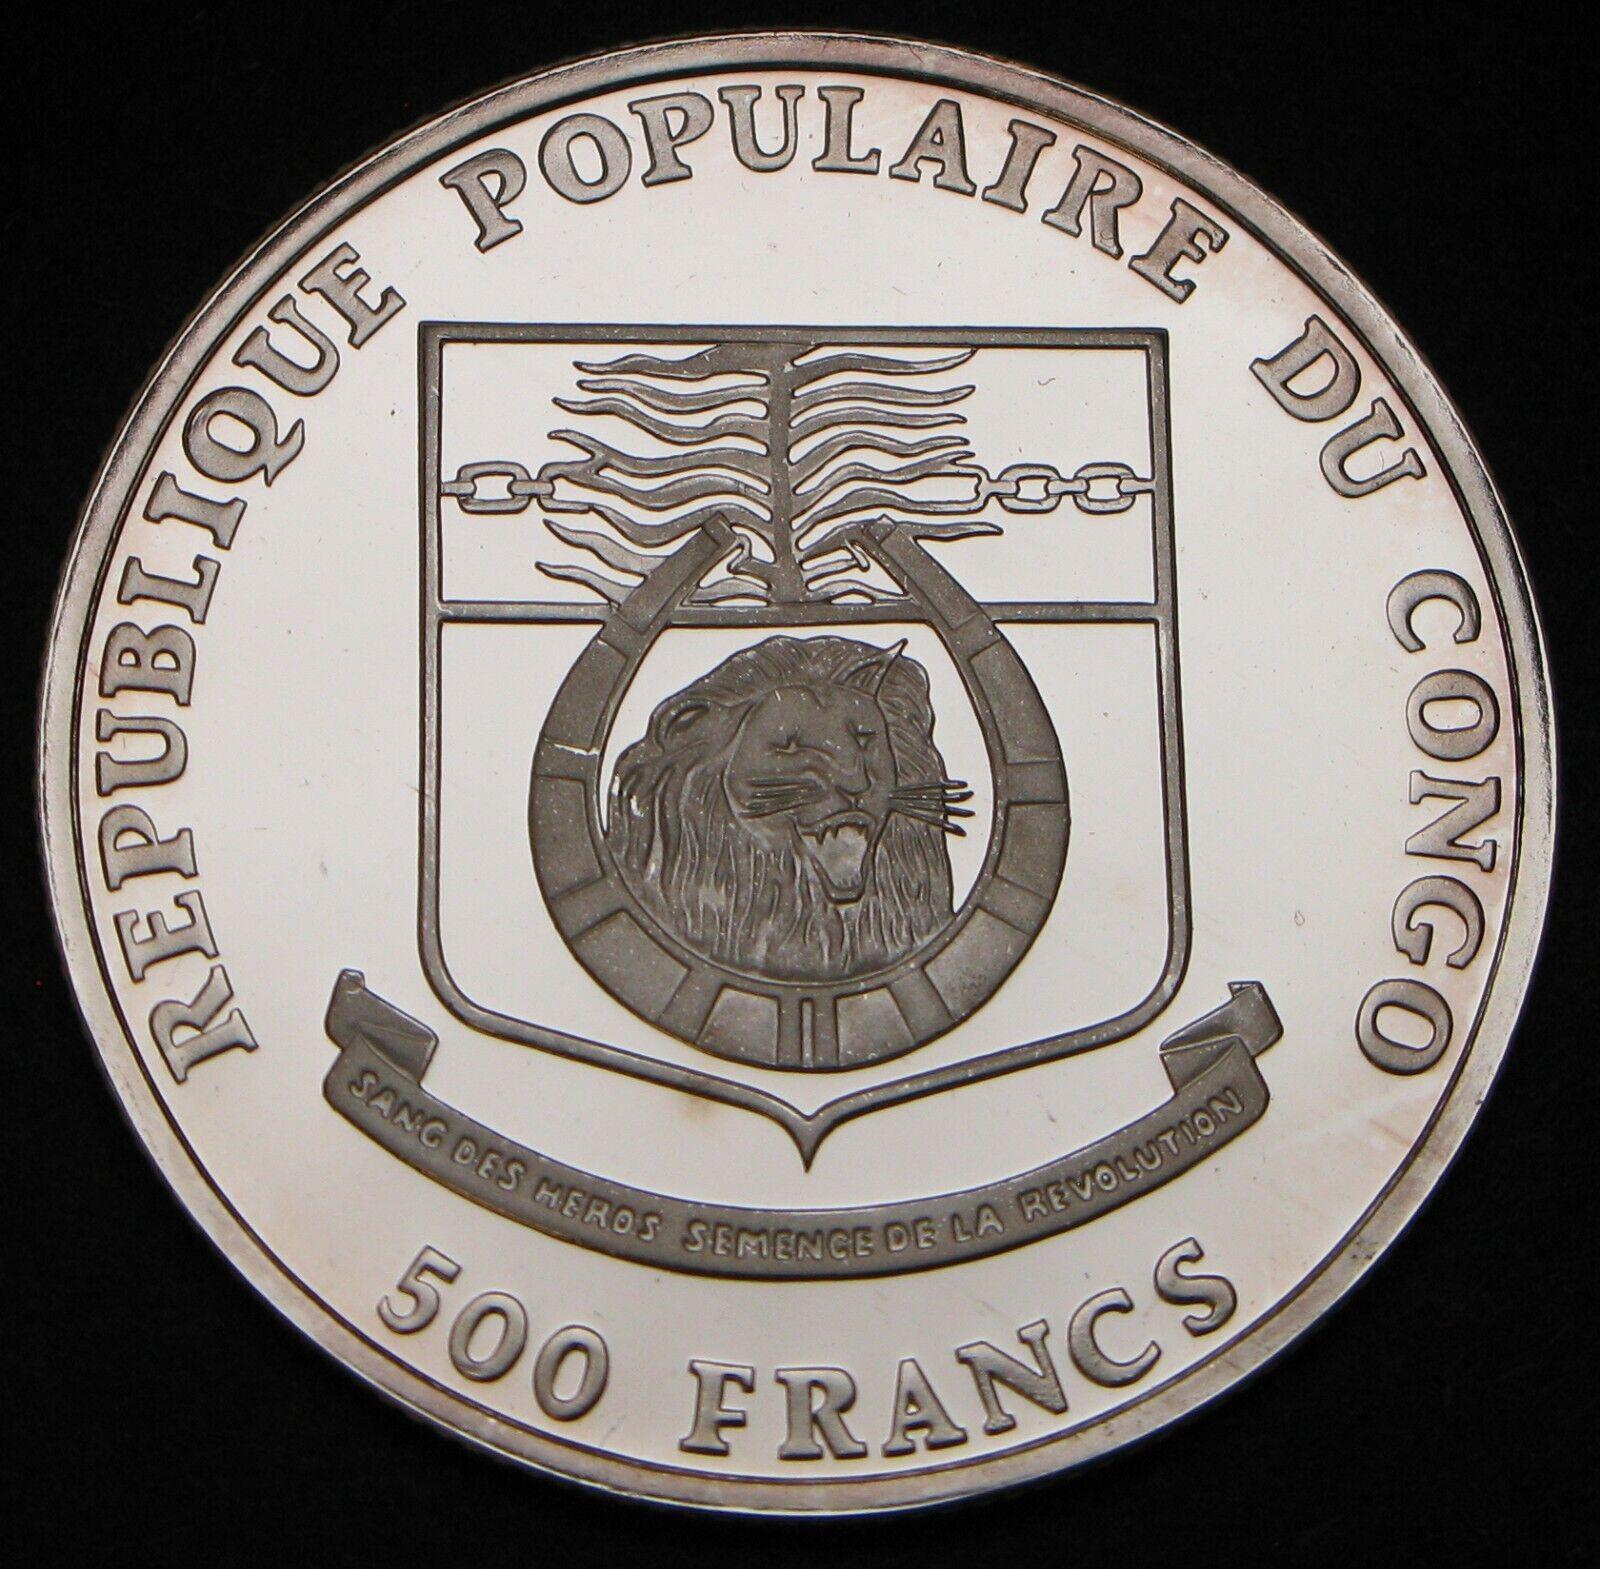 REPUBLIQUE POPULAIRE DU CONGO
SANG DES HEROS SEMENCE DE LA REVOLUTION
500 FRANCS